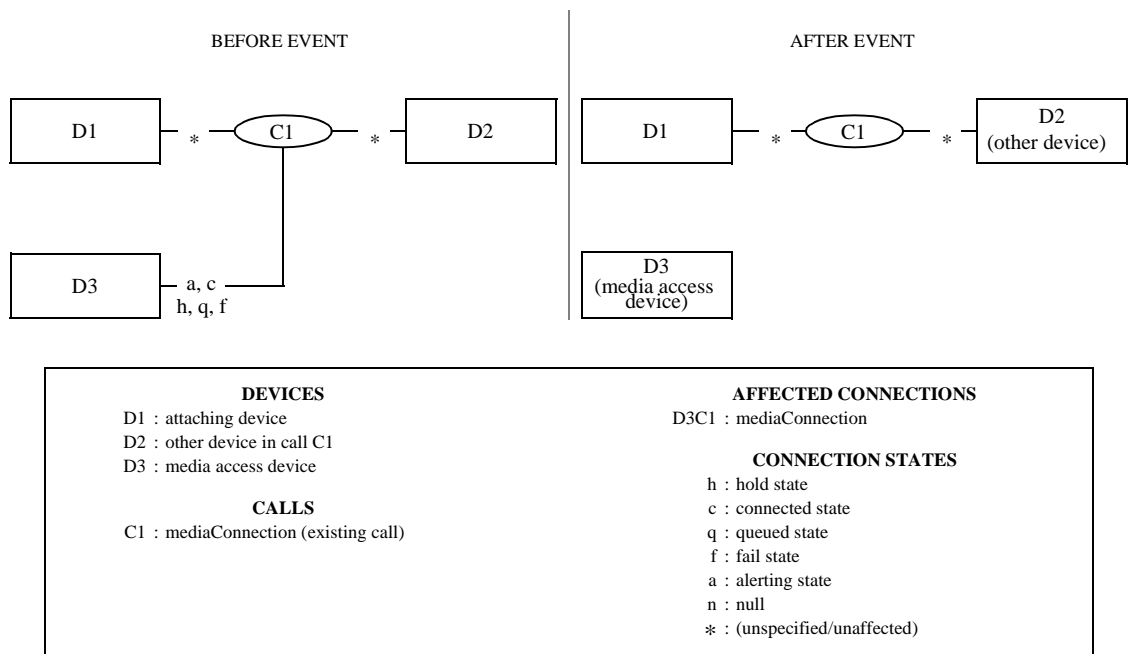 BEFORE EVENT
AFTER EVENT
D1
*
C1
*
D2
D3
a, c
h, q, f
D1
*
C1
*
D2
(other device)
D3
(media access
device)
DEVICES
D1 : attaching device
D2 : other device in call C1
D3 : media access device
CALLS
C1 : mediaConnection (existing call)
AFFECTED CONNECTIONS
D3C1 : mediaConnection
CONNECTION STATES
h : hold state
c : connected state
q : queued state
f : fail state
a : alerting state
n : null
* : (unspecified/unaffected)